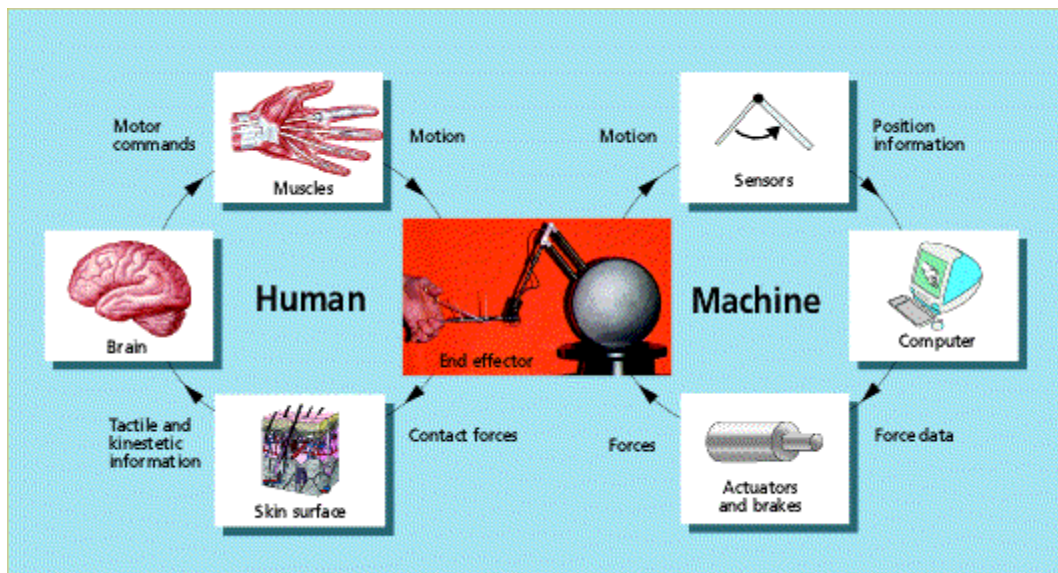 Motor
commands
Muscles
Motion
Motion
Sensors
Position
information
Brain
Human
End effector
Machine
Computer
Tactile and
kinestetic
information
Skin surface
Contact forces
Forces
Actuators
and brakes
Force data